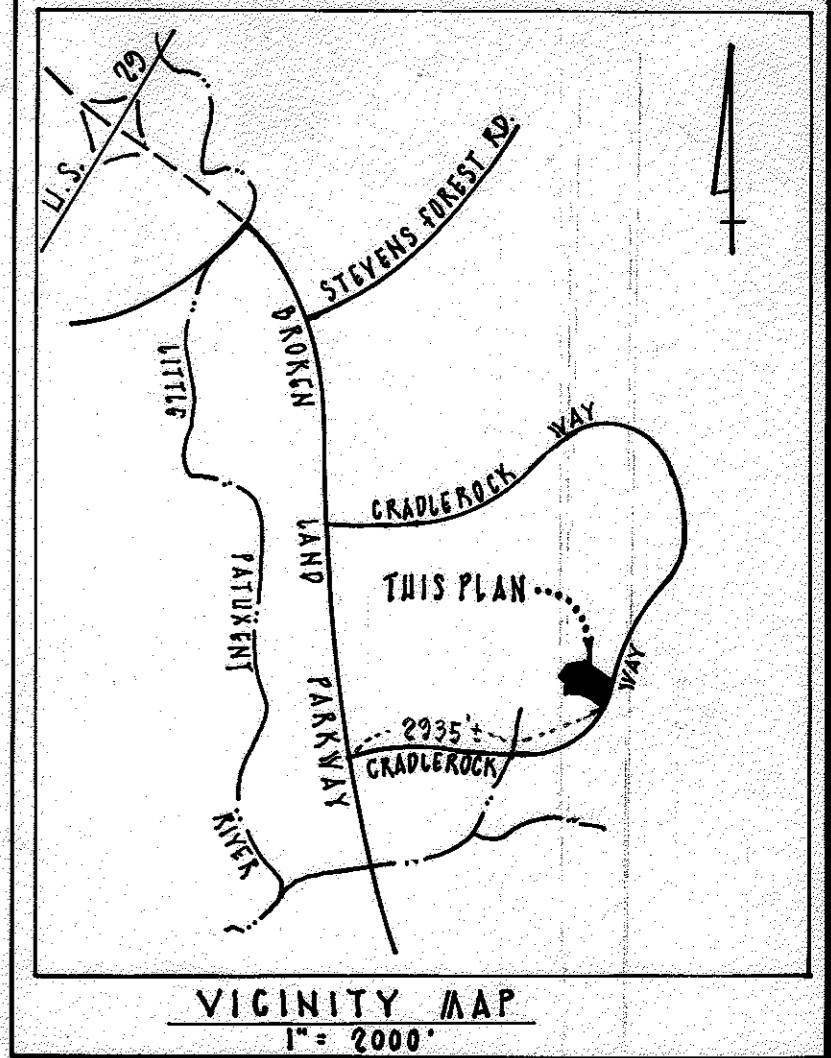 U.S. 29
STEVENS FOREST RD.
BROKEN
LITTLE
WAY
CRADLEROCK
LAND
THIS PLAN
PATUXENT
WAY
PARKWAY
2935'±
CRADLEROCK
RIVER
VICINITY MAP
1" = 2000'